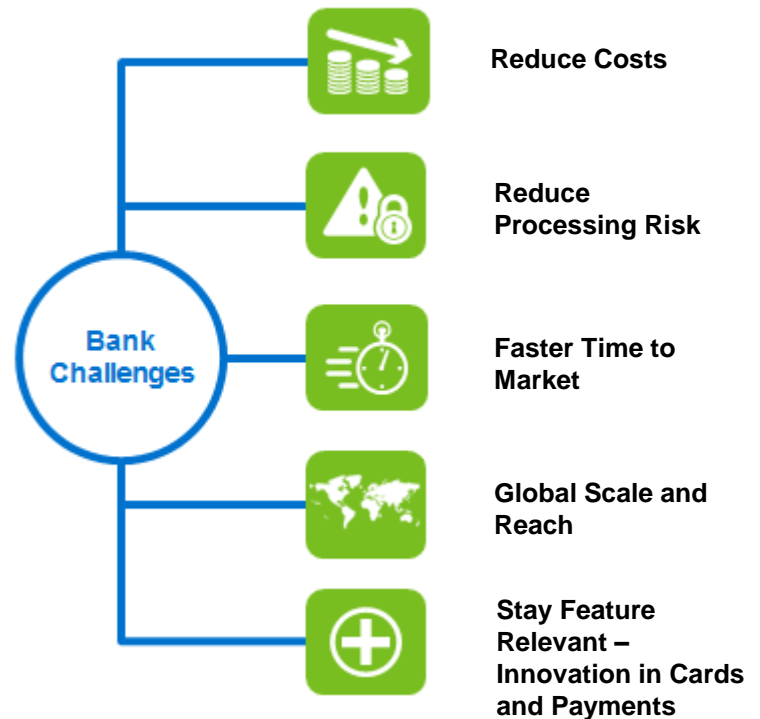 Reduce Costs
Reduce
Processing Risk
Bank
Challenges
Faster Time to
Market
Global Scale and
Reach
Stay Feature
Relevant –
Innovation in Cards
and Payments